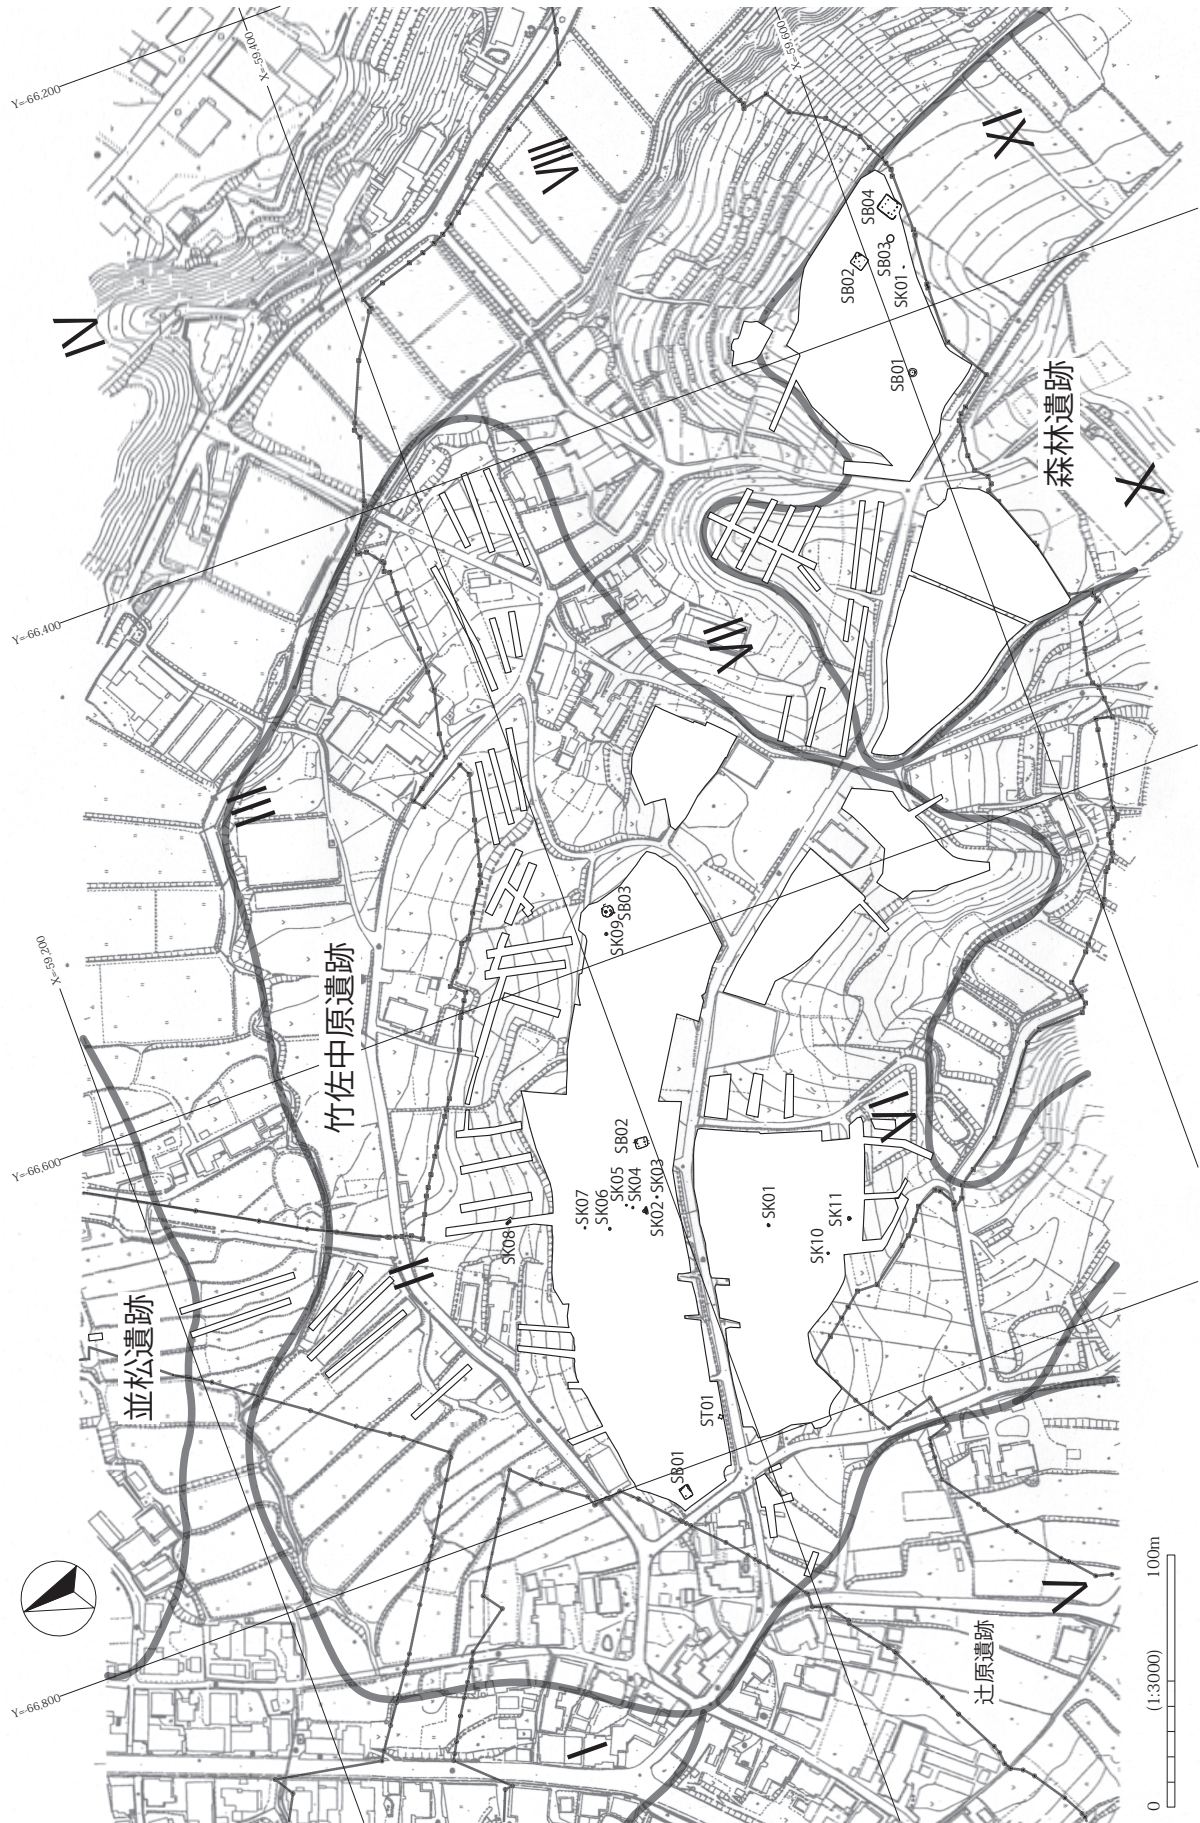 Y=-66,200
X=-59,400
X=-59,600
Ⅳ
Ⅷ
Ⅸ
SB04
SB03
SB02
SK01
SB01
森林遺跡
Ⅹ
Y=-66,400
Ⅶ
Ⅲ
X=-59,200
竹佐中原遺跡
SB03
SK09
Y=-66,600
Ⅵ
SB02
SK07
SK06
SK05
SK04
SK03
SK02
SK08
SK01
SK11
SK10
Ⅱ
並松遺跡
ST01
SB01
Y=-66,800
Ⅰ
Ⅴ
辻原遺跡
0 (1:3000) 100m